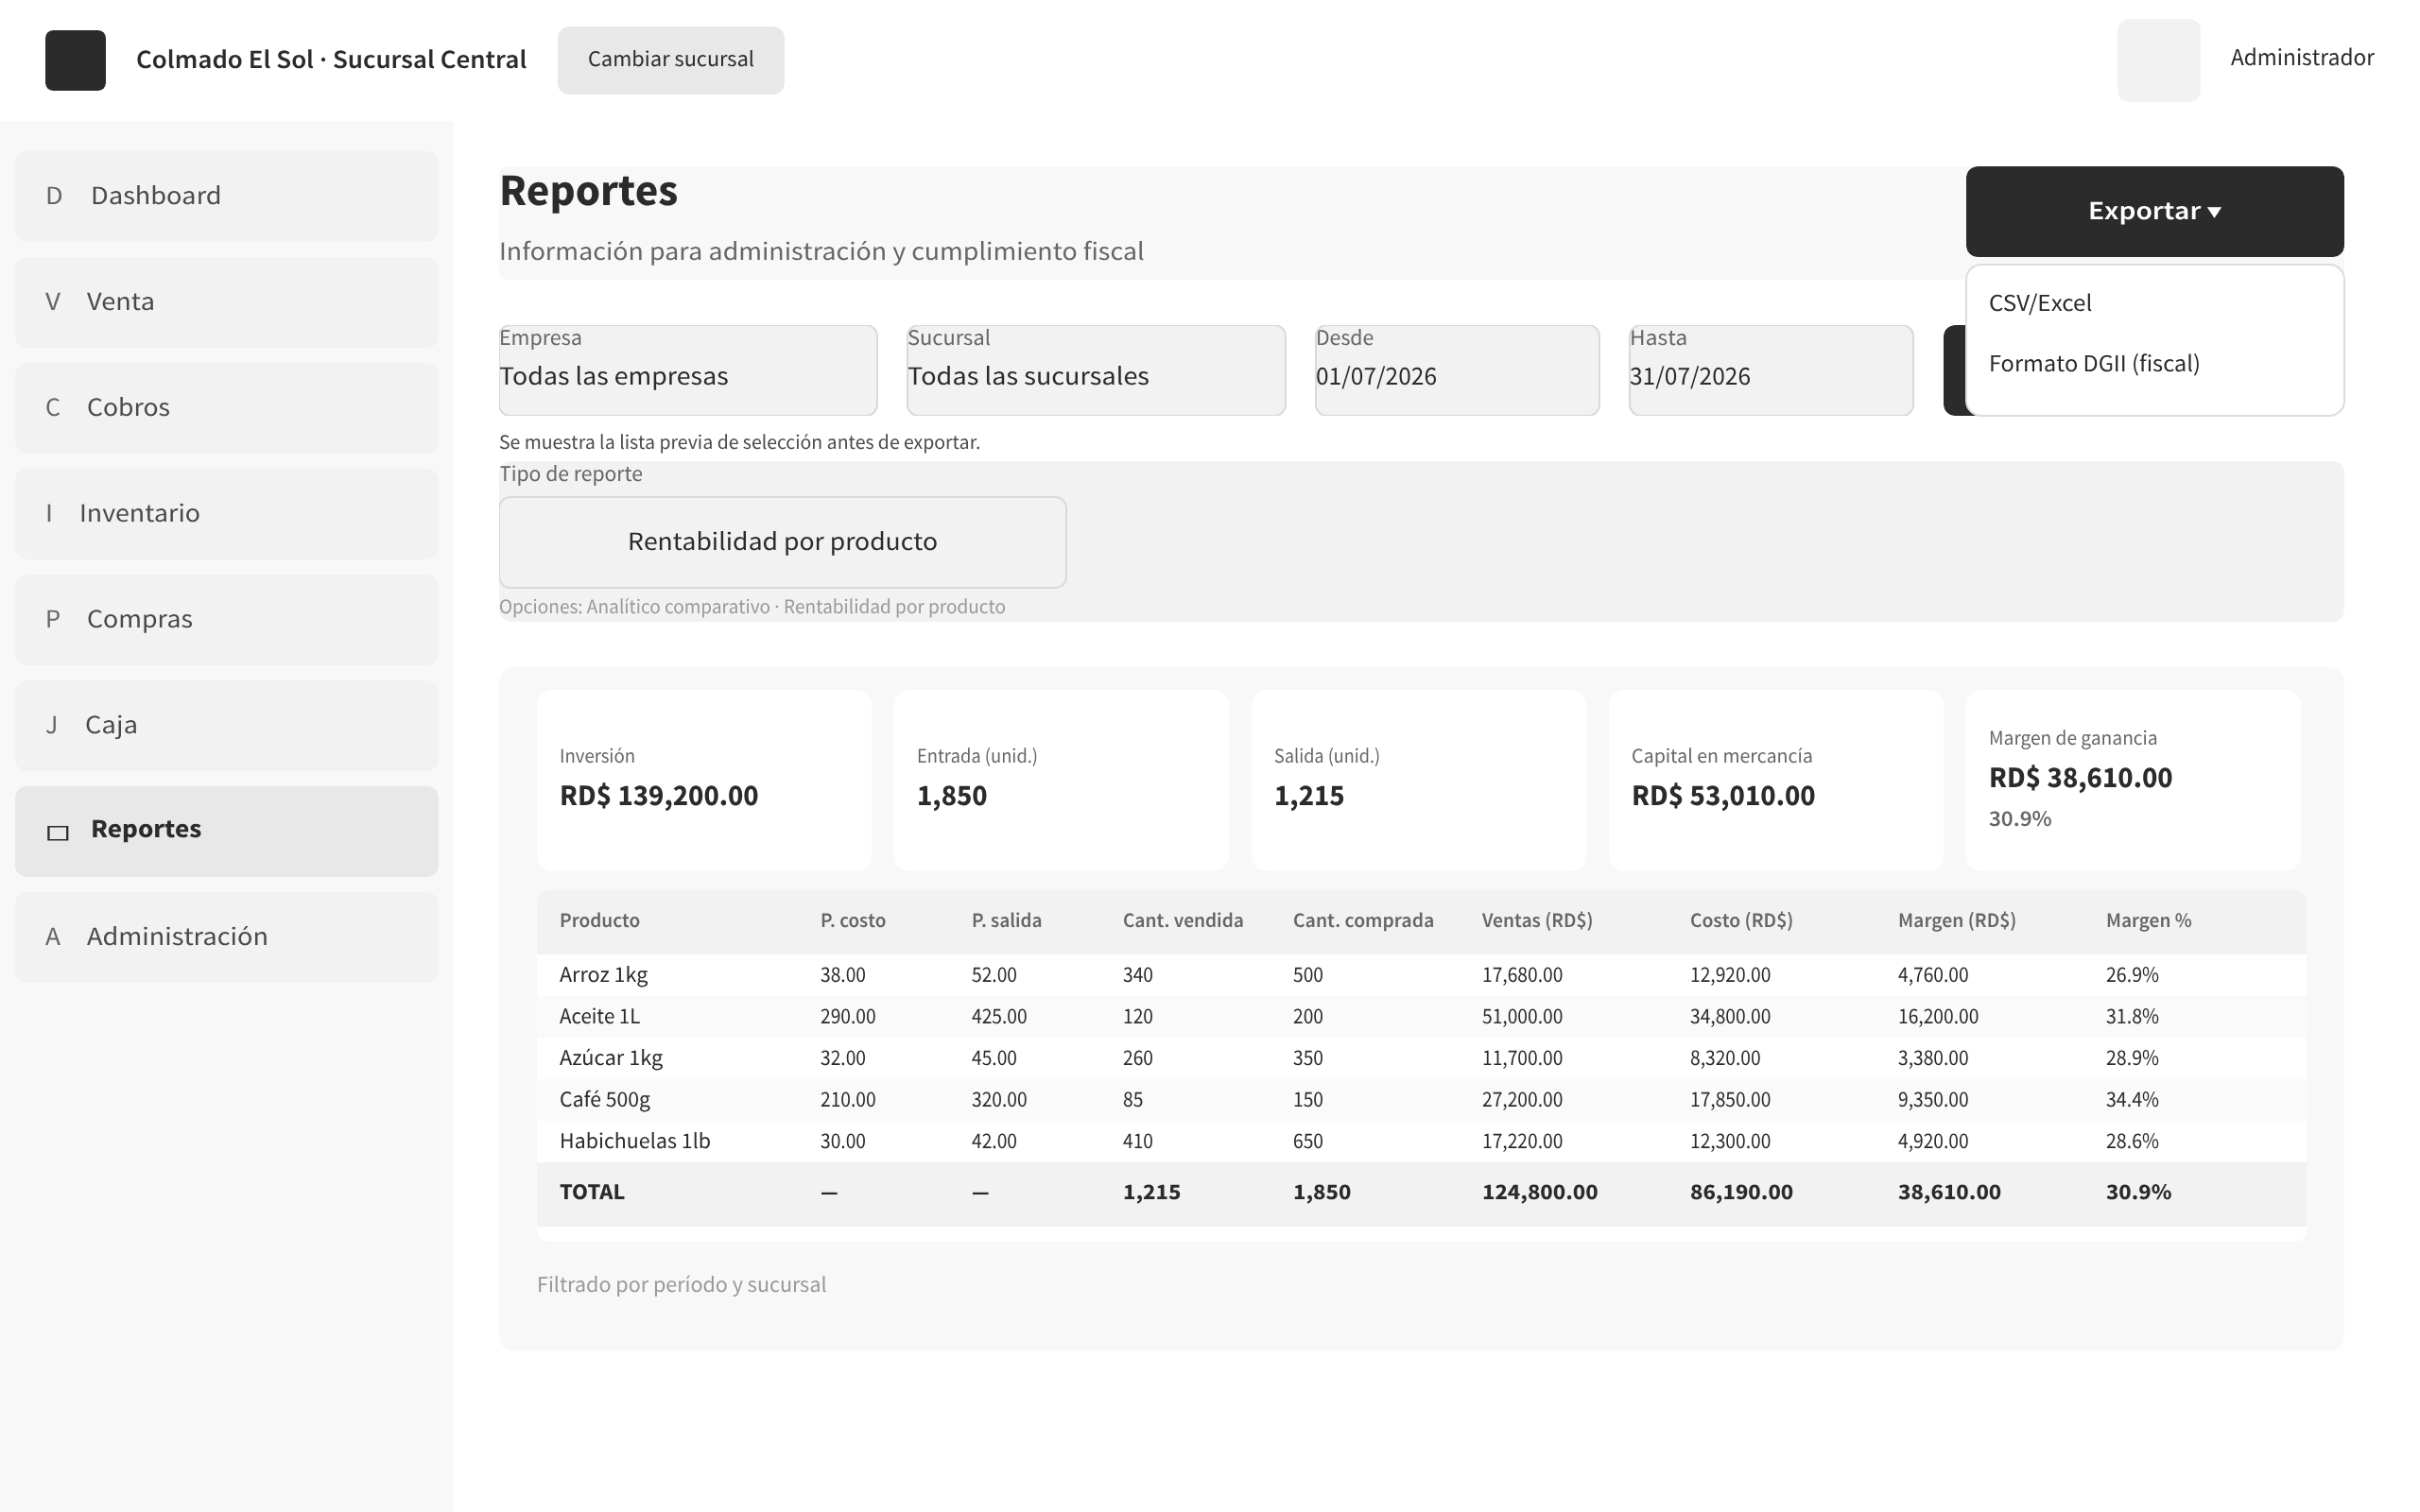 Colmado El Sol · Sucursal Central
Cambiar sucursal
Administrador
D Dashboard
V Venta
C Cobros
I Inventario
P Compras
J Caja
Reportes
A Administración
Reportes
Información para administración y cumplimiento fiscal
Exportar ▾
CSV/Excel
Formato DGII (fiscal)
Empresa
Todas las empresas
Sucursal
Todas las sucursales
Desde
01/07/2026
Hasta
31/07/2026
Se muestra la lista previa de selección antes de exportar.
Tipo de reporte
Rentabilidad por producto
Opciones: Analítico comparativo · Rentabilidad por producto
Inversión
RD$ 139,200.00
Entrada (unid.)
1,850
Salida (unid.)
1,215
Capital en mercancía
RD$ 53,010.00
Margen de ganancia
RD$ 38,610.00
30.9%
Producto P. costo P. salida Cant. vendida Cant. comprada Ventas (RD$) Costo (RD$) Margen (RD$) Margen %
Arroz 1kg 38.00 52.00 340 500 17,680.00 12,920.00 4,760.00 26.9%
Aceite 1L 290.00 425.00 120 200 51,000.00 34,800.00 16,200.00 31.8%
Azúcar 1kg 32.00 45.00 260 350 11,700.00 8,320.00 3,380.00 28.9%
Café 500g 210.00 320.00 85 150 27,200.00 17,850.00 9,350.00 34.4%
Habichuelas 1lb 30.00 42.00 410 650 17,220.00 12,300.00 4,920.00 28.6%
TOTAL — — 1,215 1,850 124,800.00 86,190.00 38,610.00 30.9%
Filtrado por período y sucursal